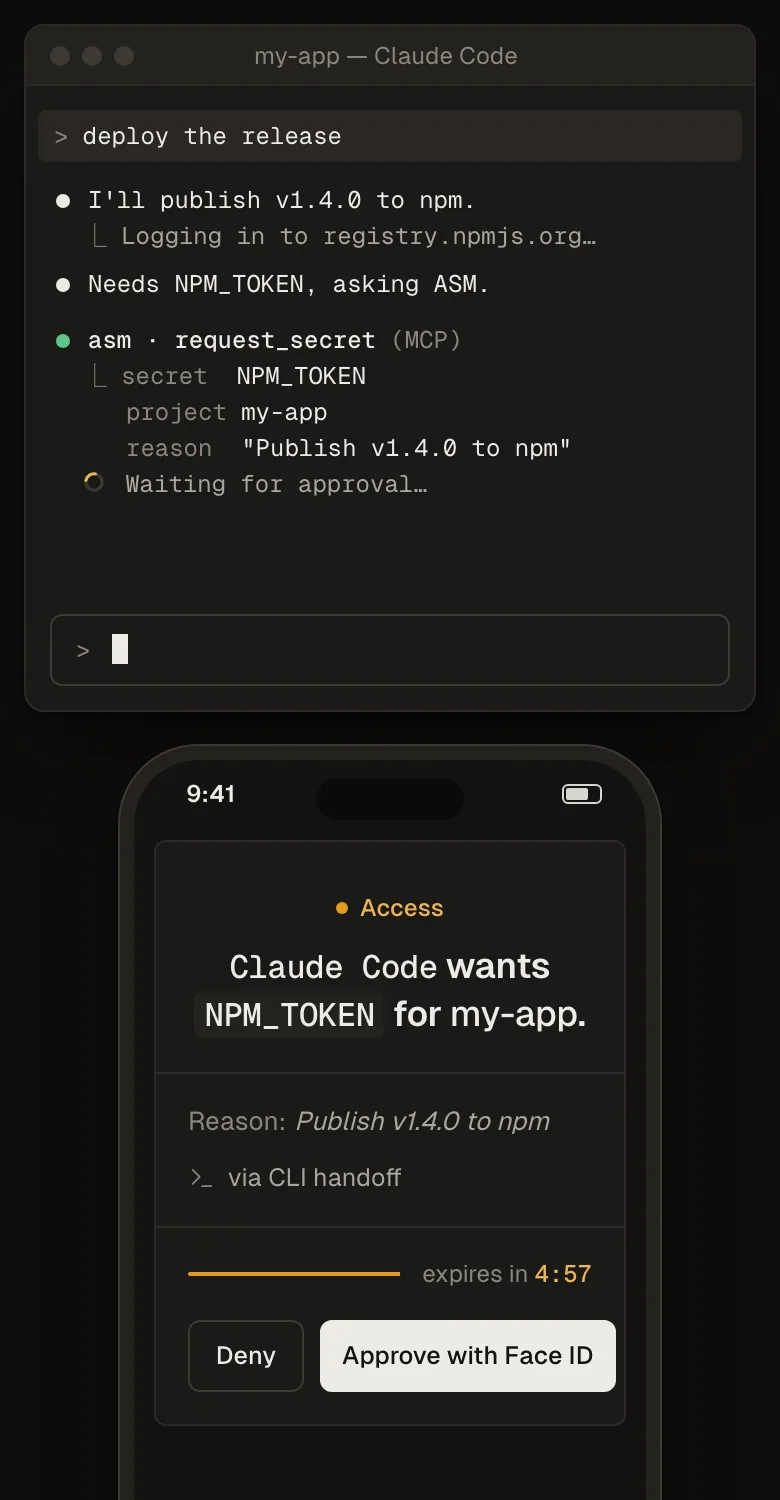 my-app — Claude Code
> deploy the release
I'll publish v1.4.0 to npm.
Logging in to registry.npmjs.org…
Needs NPM_TOKEN, asking ASM.
asm · request_secret (MCP)
secret NPM_TOKEN
project my-app
reason "Publish v1.4.0 to npm"
Waiting for approval…
>
9:41
Access
Claude Code wants
NPM_TOKEN for my-app.
Reason: Publish v1.4.0 to npm
>_ via CLI handoff
expires in 4:57
Deny
Approve with Face ID